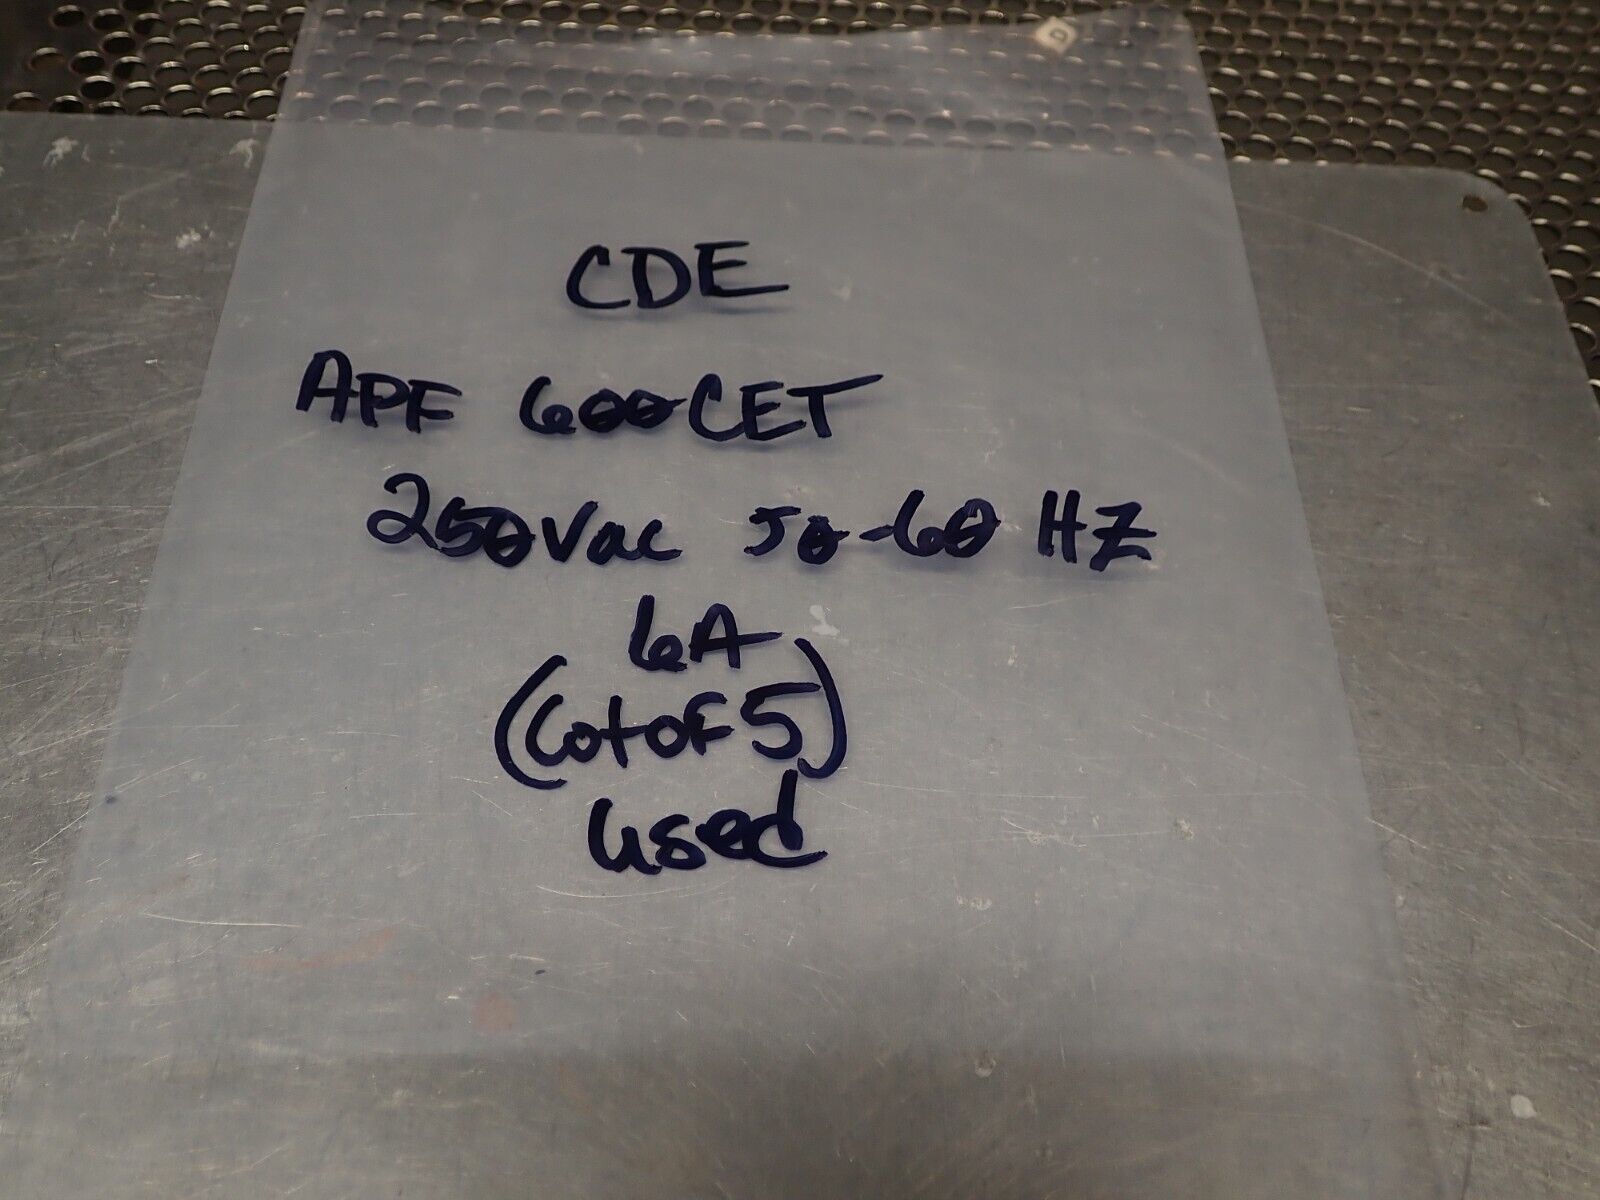 D
CDE
APF 600CET
250Vac 50-60 HZ
6A
(Lot of 5)
Used